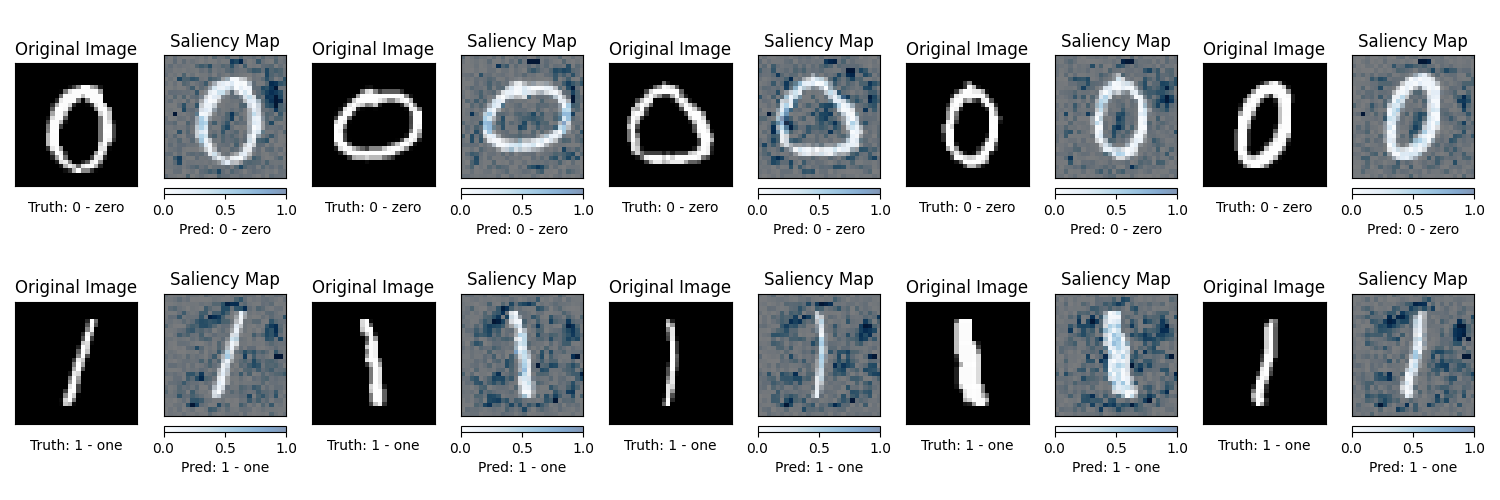 Original Image Saliency Map Original Image Saliency Map Original Image Saliency Map Original Image Saliency Map Original Image Saliency Map
Truth: 0 - zero 0.0 0.5 1.0 Truth: 0 - zero 0.0 0.5 1.0 Truth: 0 - zero 0.0 0.5 1.0 Truth: 0 - zero 0.0 0.5 1.0 Truth: 0 - zero 0.0 0.5 1.0
Pred: 0 - zero Pred: 0 - zero Pred: 0 - zero Pred: 0 - zero Pred: 0 - zero
Original Image Saliency Map Original Image Saliency Map Original Image Saliency Map Original Image Saliency Map Original Image Saliency Map
Truth: 1 - one 0.0 0.5 1.0 Truth: 1 - one 0.0 0.5 1.0 Truth: 1 - one 0.0 0.5 1.0 Truth: 1 - one 0.0 0.5 1.0 Truth: 1 - one 0.0 0.5 1.0
Pred: 1 - one Pred: 1 - one Pred: 1 - one Pred: 1 - one Pred: 1 - one